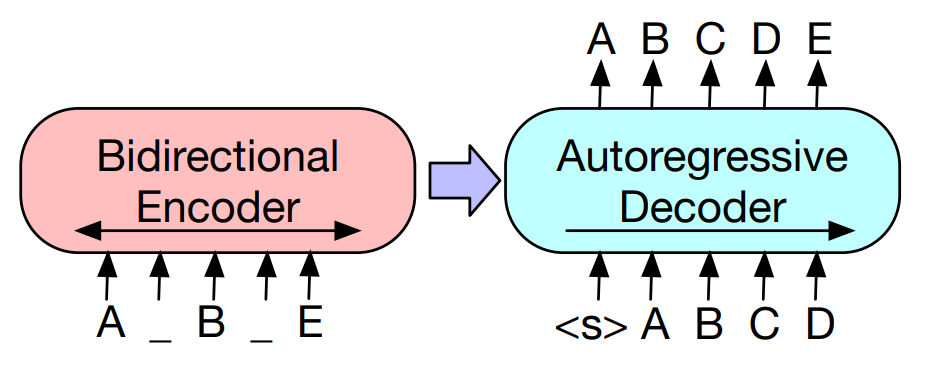 A B C D E
Bidirectional
Encoder
Autoregressive
Decoder
A _ B _ E
<s> A B C D